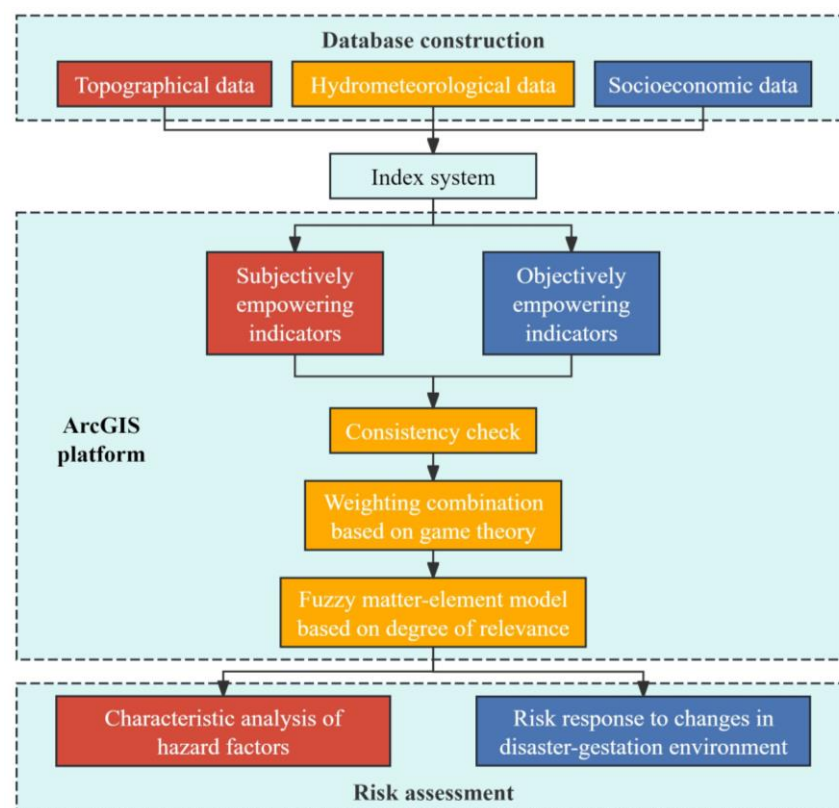 Database construction
Topographical data
Hydrometeorological data
Socioeconomic data
Index system
Subjectively
empowering
indicators
Objectively
empowering
indicators
ArcGIS
platform
Consistency check
Weighting combination
based on game theory
Fuzzy matter-element model
based on degree of relevance
Characteristic analysis of
hazard factors
Risk response to changes in
disaster-gestation environment
Risk assessment